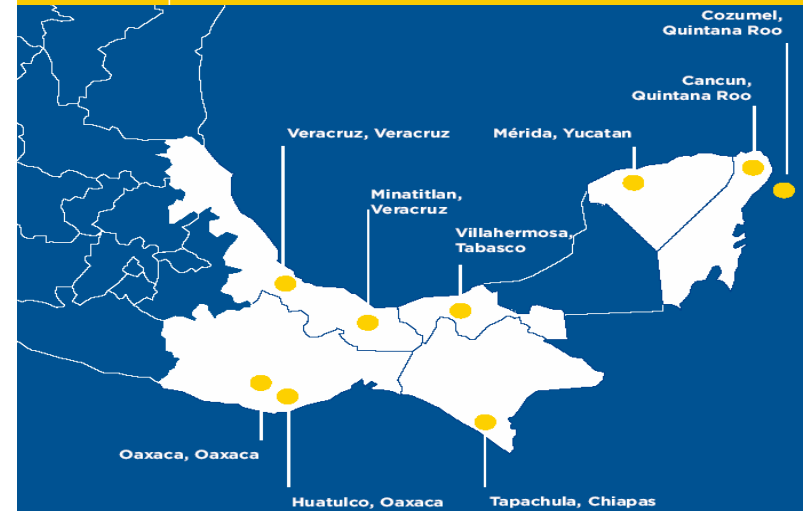 Cozumel,
Quintana Roo
Cancun,
Quintana Roo
Veracruz, Veracruz
Mérida, Yucatan
Minatitlan,
Veracruz
Villahermosa,
Tabasco
Oaxaca, Oaxaca
Huatulco, Oaxaca
Tapachula, Chiapas